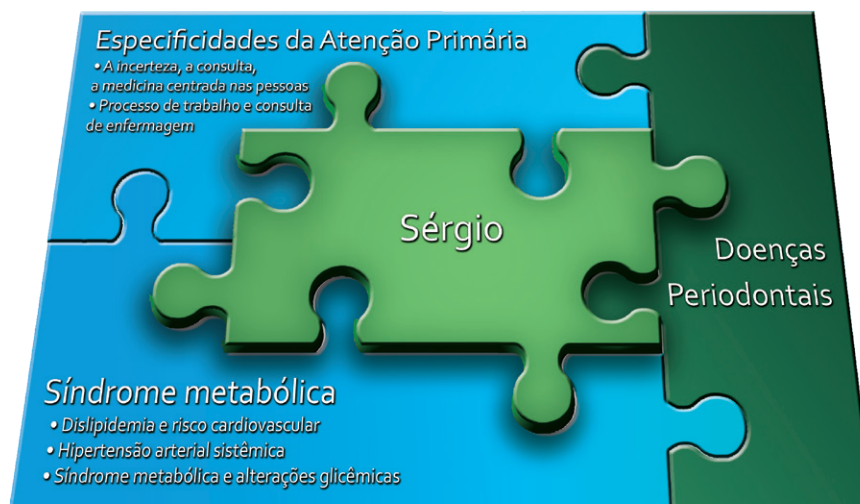 Especificidades da Atenção Primária
• A incerteza, a consulta,
a medicina centrada nas pessoas
• Processo de trabalho e consulta
de enfermagem
Sérgio
Doenças
Periodontais
Síndrome metabólica
• Dislipidemia e risco cardiovascular
• Hipertensão arterial sistêmica
• Síndrome metabólica e alterações glicêmicas